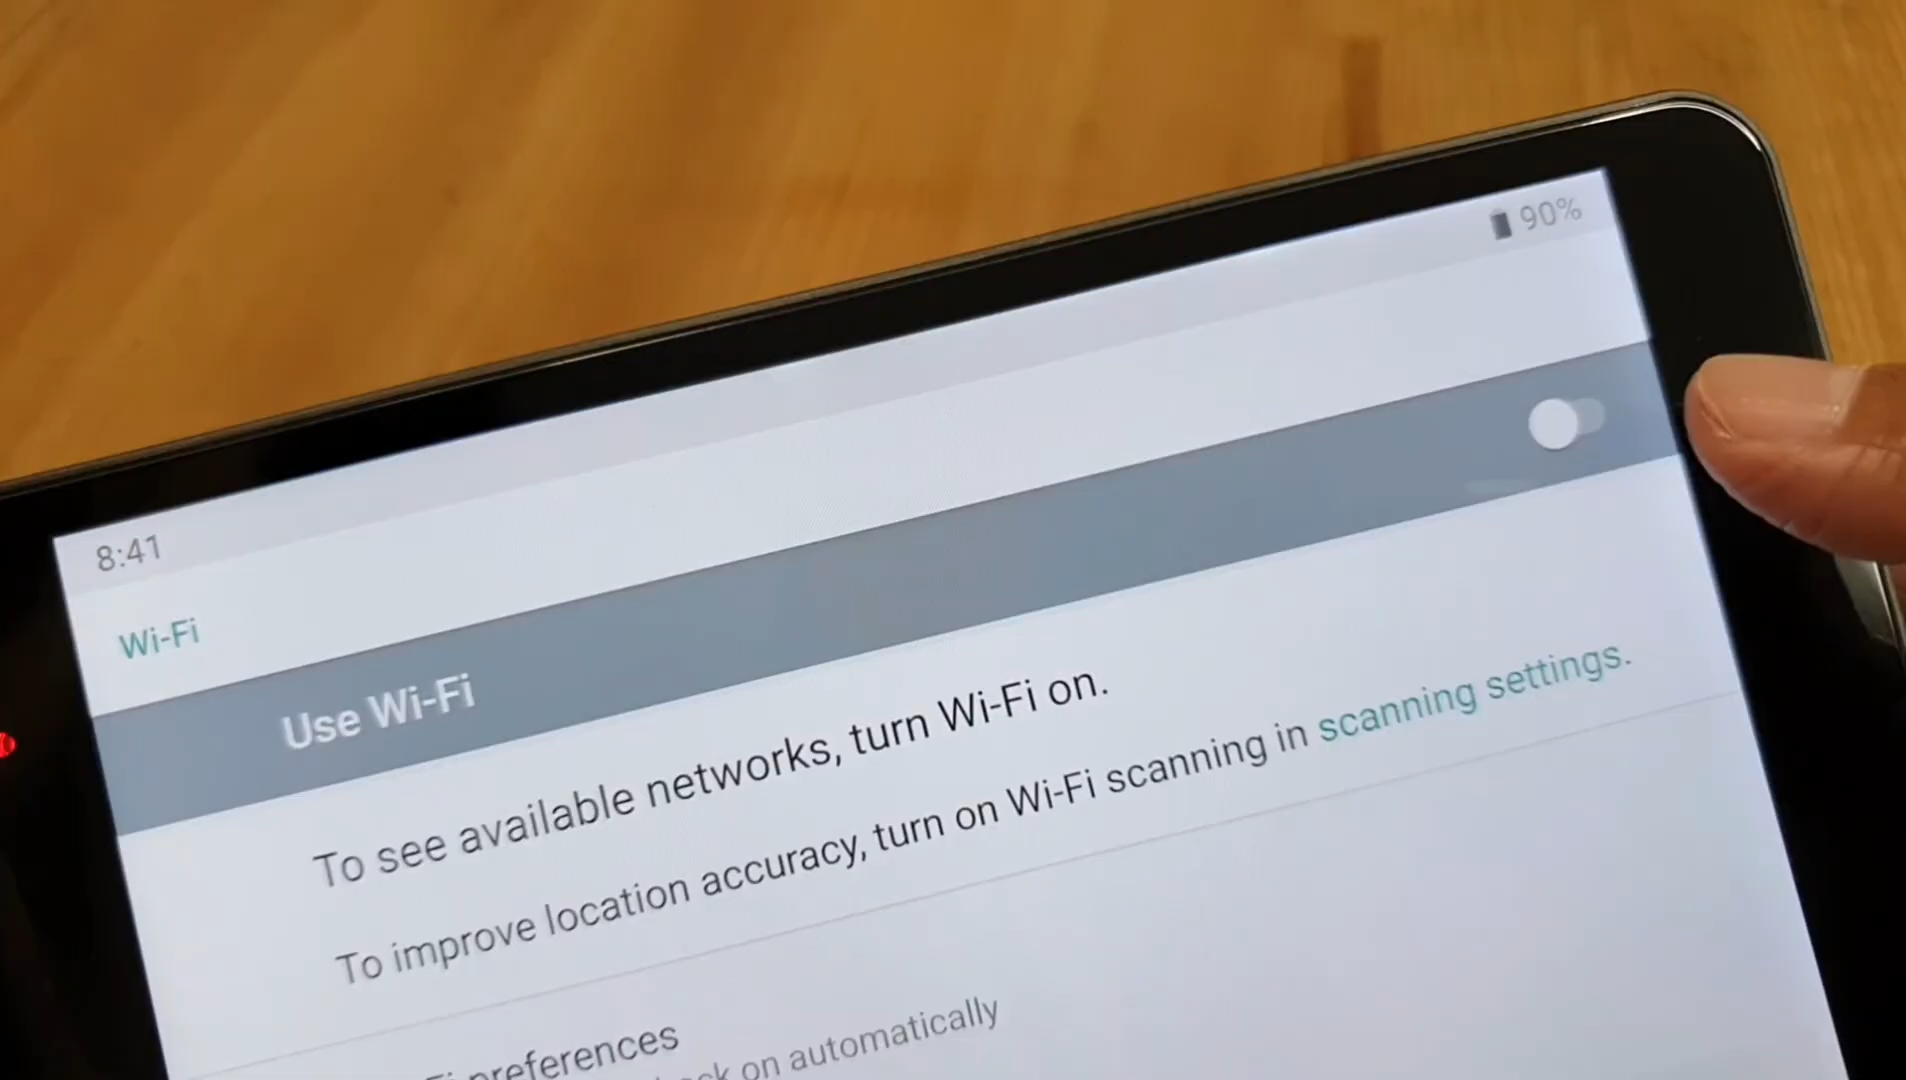 8:41
90%
Wi-Fi
Use Wi-Fi
To see available networks, turn Wi-Fi on.
To improve location accuracy, turn on Wi-Fi scanning in scanning settings.
preferences
on automatically